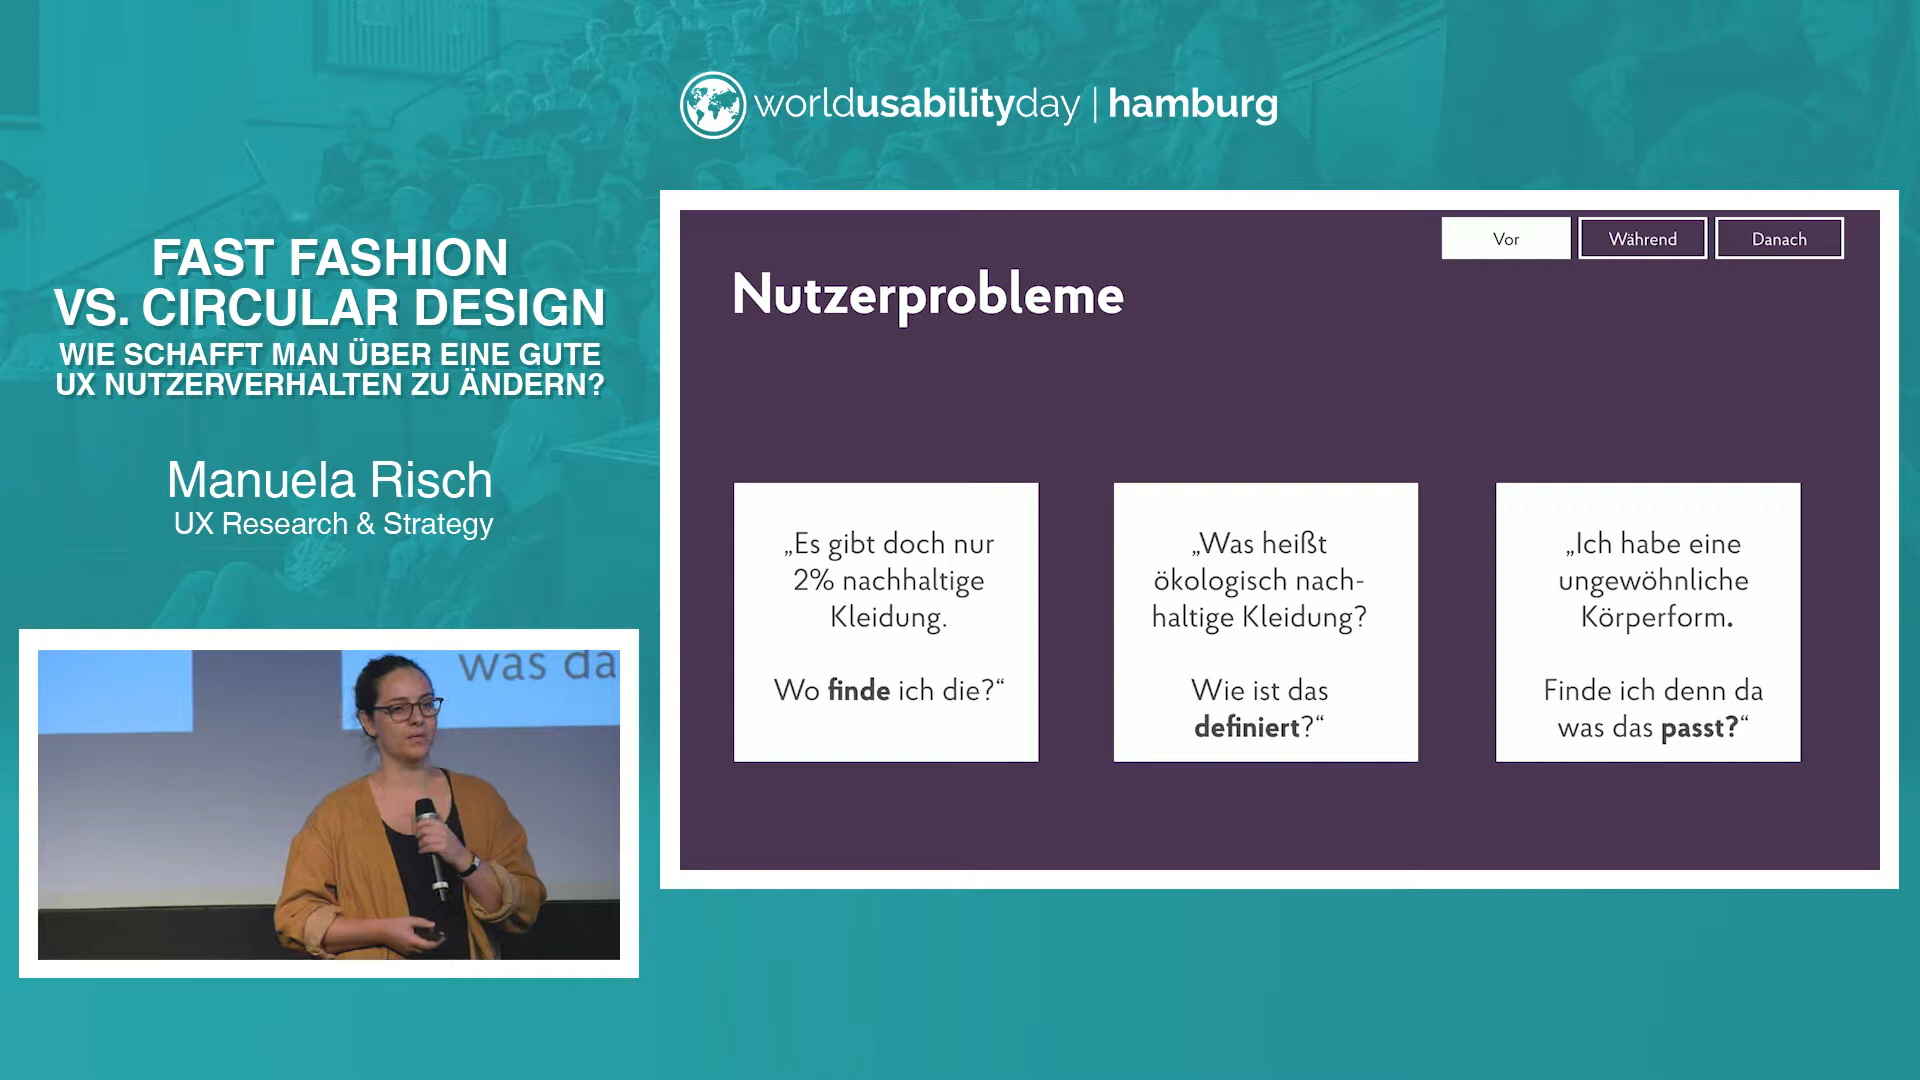 worldusabilityday | hamburg
FAST FASHION
VS. CIRCULAR DESIGN
WIE SCHAFFT MAN ÜBER EINE GUTE
UX NUTZERVERHALTEN ZU ÄNDERN?
Manuela Risch
UX Research & Strategy
was da
Vor
Während
Danach
Nutzerprobleme
„Es gibt doch nur
2% nachhaltige
Kleidung.
Wo finde ich die?“
„Was heißt
ökologisch nach-
haltige Kleidung?
Wie ist das
definiert?“
„Ich habe eine
ungewöhnliche
Körperform.
Finde ich denn da
was das passt?“